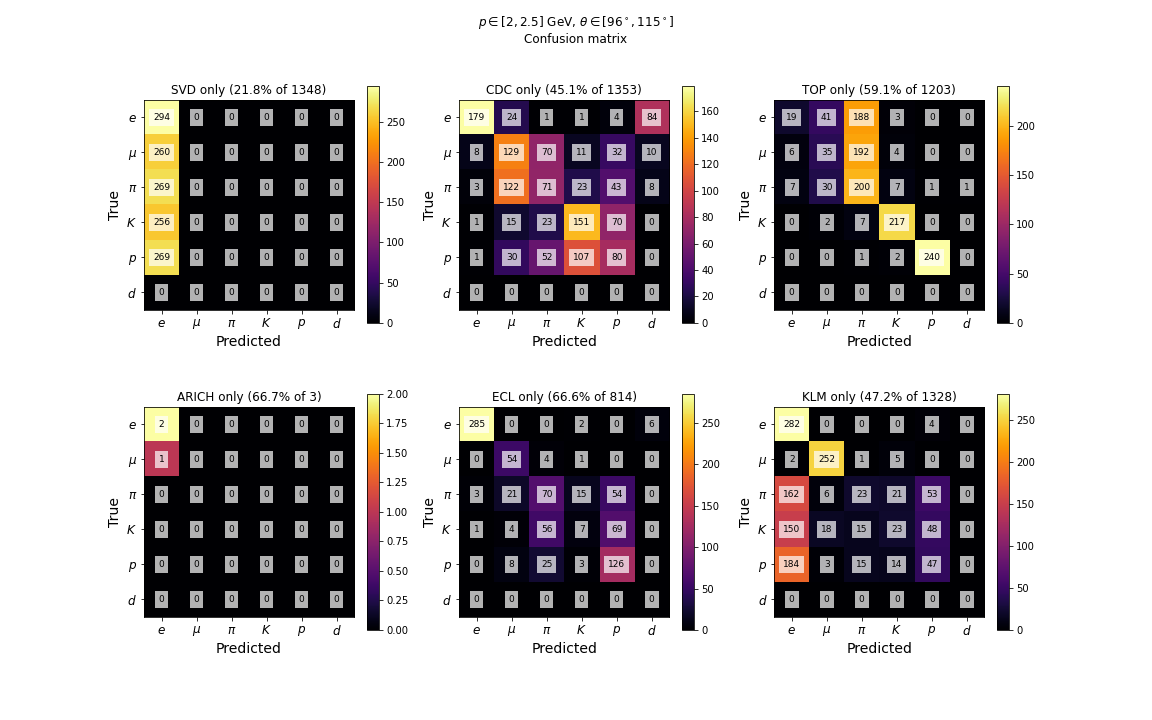 p ∈ [2, 2.5] GeV, θ ∈ [96°, 115°]
Confusion matrix
SVD only (21.8% of 1348)
True
e 294 0 0 0 0 0
μ 260 0 0 0 0 0
π 269 0 0 0 0 0
K 256 0 0 0 0 0
p 269 0 0 0 0 0
d 0 0 0 0 0 0
e μ π K p d
Predicted
250
200
150
100
50
0
CDC only (45.1% of 1353)
True
e 179 24 1 1 4 84
μ 8 129 70 11 32 10
π 3 122 71 23 43 8
K 1 15 23 151 70 0
p 1 30 52 107 80 0
d 0 0 0 0 0 0
e μ π K p d
Predicted
160
140
120
100
80
60
40
20
0
TOP only (59.1% of 1203)
True
e 19 41 188 3 0 0
μ 6 35 192 4 0 0
π 7 30 200 7 1 1
K 0 2 7 217 0 0
p 0 0 1 2 240 0
d 0 0 0 0 0 0
e μ π K p d
Predicted
200
150
100
50
0
ARICH only (66.7% of 3)
True
e 2 0 0 0 0 0
μ 1 0 0 0 0 0
π 0 0 0 0 0 0
K 0 0 0 0 0 0
p 0 0 0 0 0 0
d 0 0 0 0 0 0
e μ π K p d
Predicted
2.00
1.75
1.50
1.25
1.00
0.75
0.50
0.25
0.00
ECL only (66.6% of 814)
True
e 285 0 0 2 0 6
μ 0 54 4 1 0 0
π 3 21 70 15 54 0
K 1 4 56 7 69 0
p 0 8 25 3 126 0
d 0 0 0 0 0 0
e μ π K p d
Predicted
250
200
150
100
50
0
KLM only (47.2% of 1328)
True
e 282 0 0 0 4 0
μ 2 252 1 5 0 0
π 162 6 23 21 53 0
K 150 18 15 23 48 0
p 184 3 15 14 47 0
d 0 0 0 0 0 0
e μ π K p d
Predicted
250
200
150
100
50
0